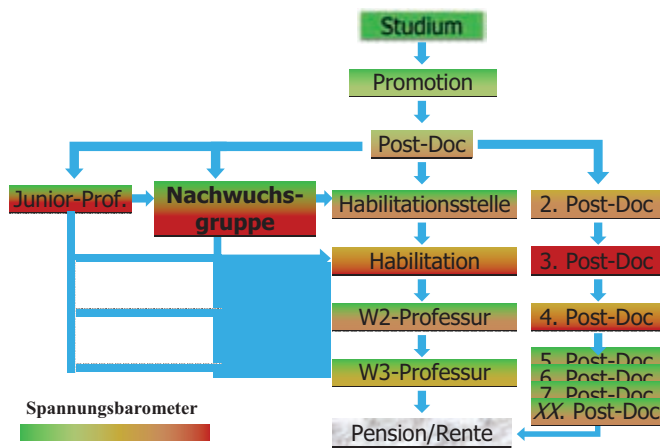 Studium
Promotion
Post-Doc
Junior-Prof.
Nachwuchs-
gruppe
Habilitationsstelle
2. Post-Doc
Habilitation
3. Post-Doc
W2-Professur
4. Post-Doc
W3-Professur
5. Post-Doc
6. Post-Doc
7. Post-Doc
XX. Post-Doc
Spannungsbarometer
Pension/Rente